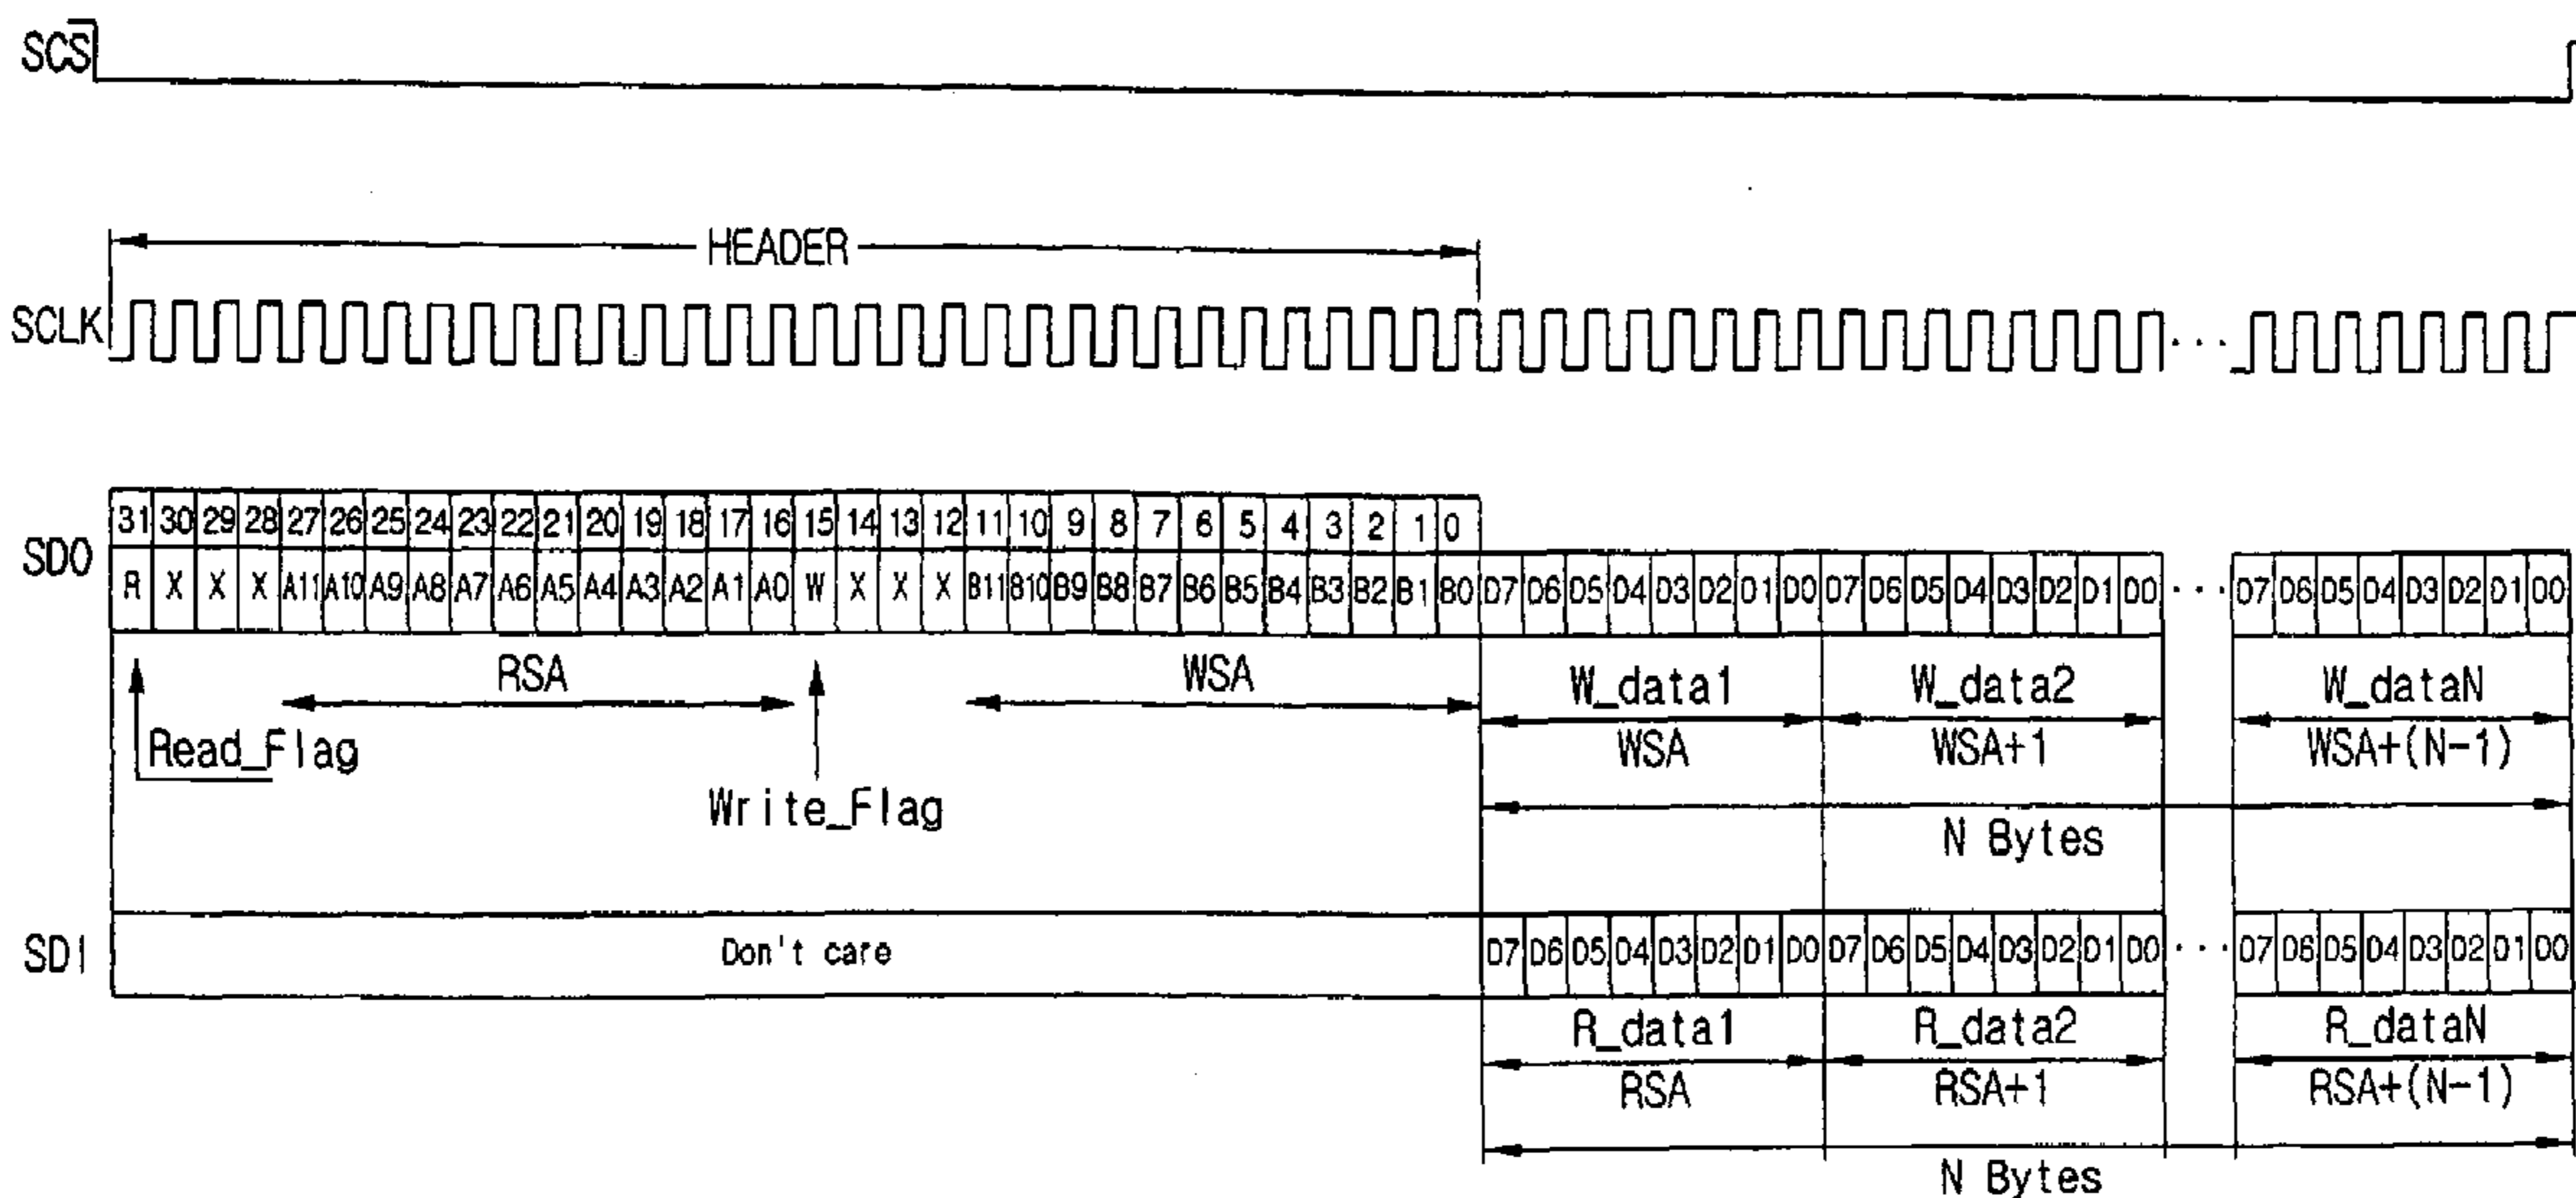 SCS
HEADER
SCLK
SDO
31 30 29 28 27 26 25 24 23 22 21 20 19 18 17 16 15 14 13 12 11 10 9 8 7 6 5 4 3 2 1 0
R X X X A11 A10 A9 A8 A7 A6 A5 A4 A3 A2 A1 A0 W X X X B11 B10 B9 B8 B7 B6 B5 B4 B3 B2 B1 B0 D7 D6 D5 D4 D3 D2 D1 D0 D7 D6 D5 D4 D3 D2 D1 D0 ··· D7 D6 D5 D4 D3 D2 D1 D0
RSA WSA W_data1 W_data2 W_dataN
Read_Flag WSA WSA+1 WSA+(N-1)
Write_Flag N Bytes
SDI Don't care D7 D6 D5 D4 D3 D2 D1 D0 D7 D6 D5 D4 D3 D2 D1 D0 ··· D7 D6 D5 D4 D3 D2 D1 D0
R_data1 R_data2 R_dataN
RSA RSA+1 RSA+(N-1)
N Bytes